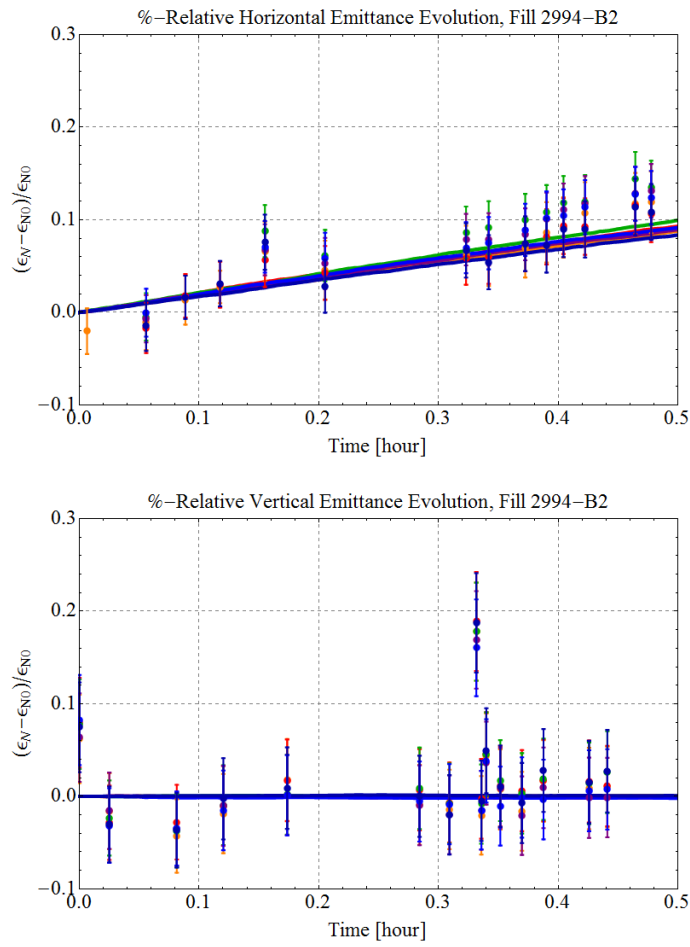 %−Relative Horizontal Emittance Evolution, Fill 2994−B2
0.3
0.2
0.1
0.0
−0.1
(ϵN−ϵN0)/ϵN0
0.0 0.1 0.2 0.3 0.4 0.5
Time [hour]
%−Relative Vertical Emittance Evolution, Fill 2994−B2
0.3
0.2
0.1
0.0
−0.1
(ϵN−ϵN0)/ϵN0
0.0 0.1 0.2 0.3 0.4 0.5
Time [hour]